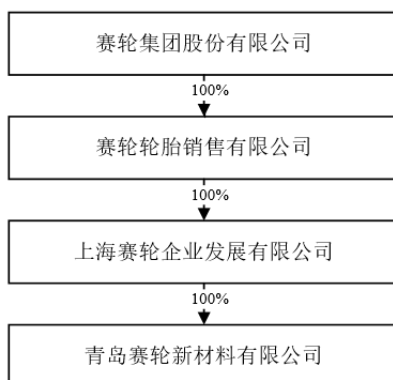 赛轮集团股份有限公司
100%
赛轮轮胎销售有限公司
100%
上海赛轮企业发展有限公司
100%
青岛赛轮新材料有限公司